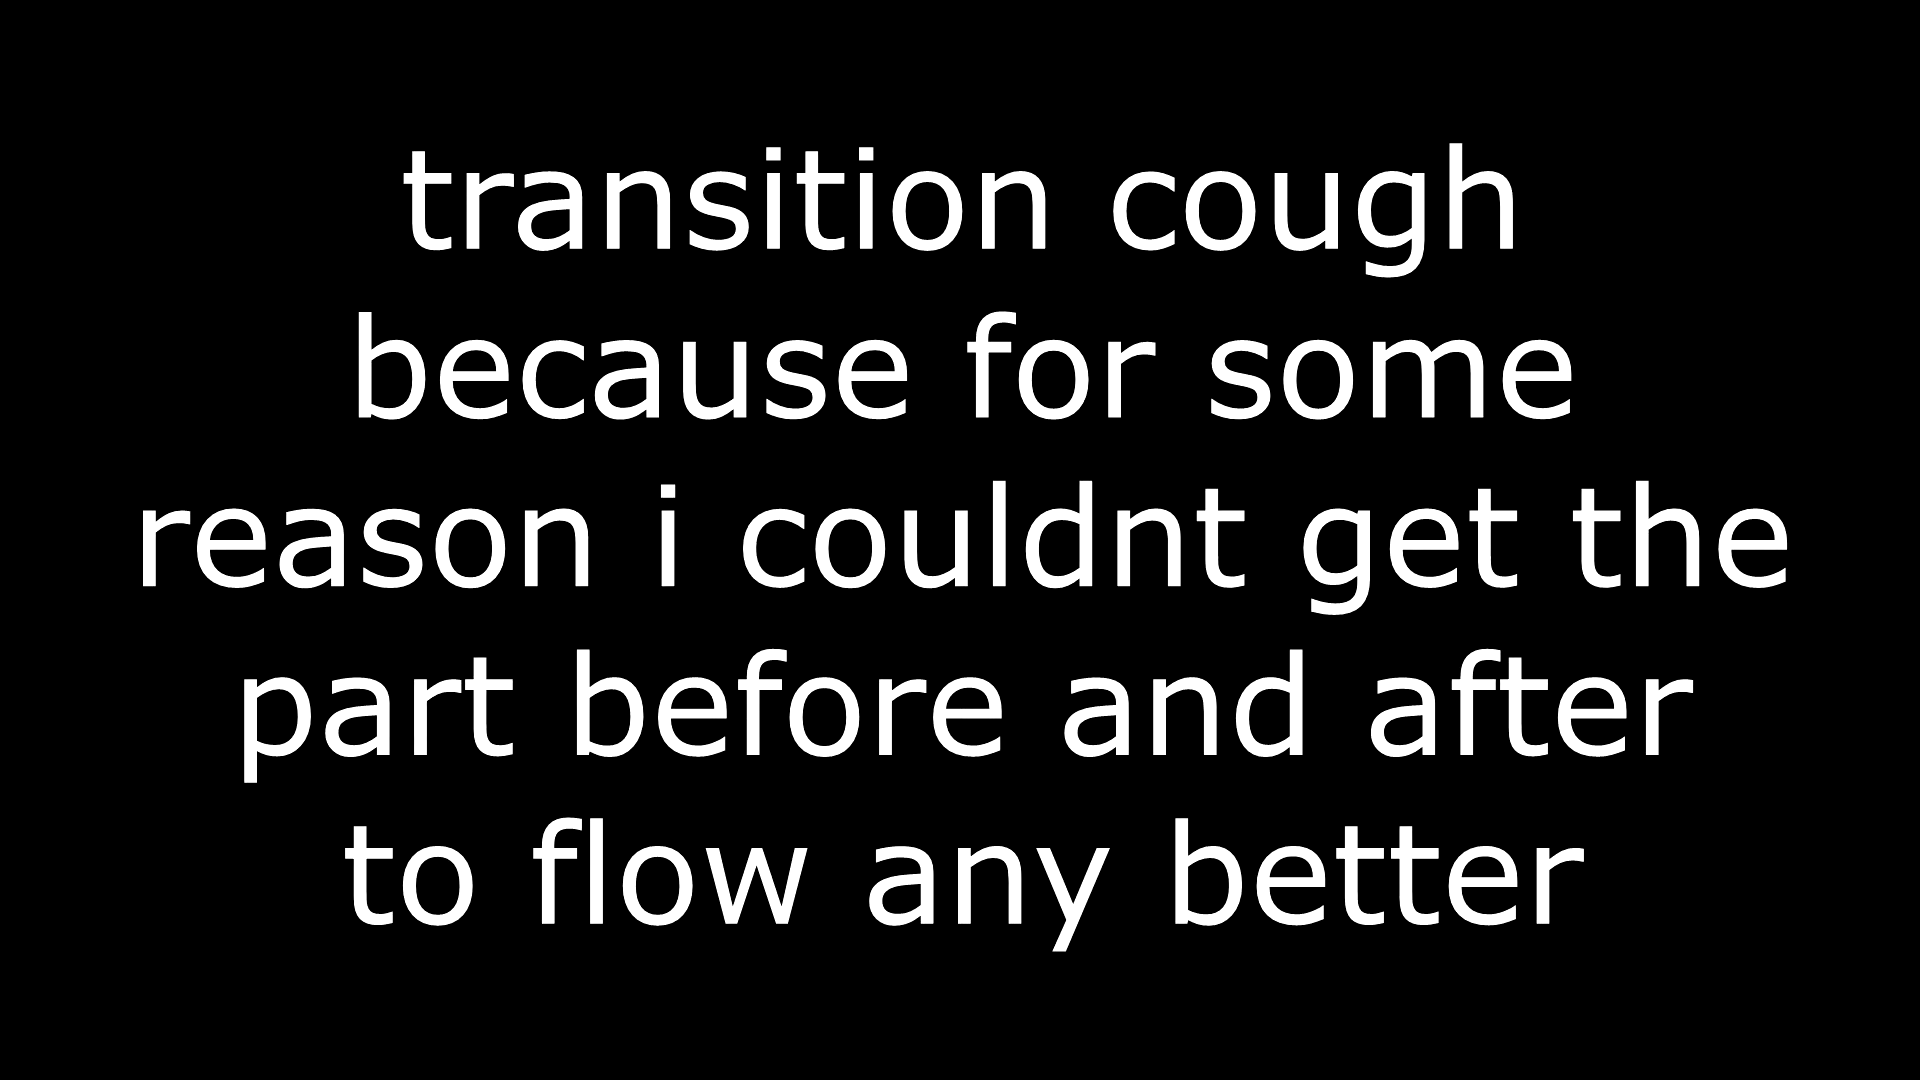 transition cough
because for some
reason i couldnt get the
part before and after
to flow any better